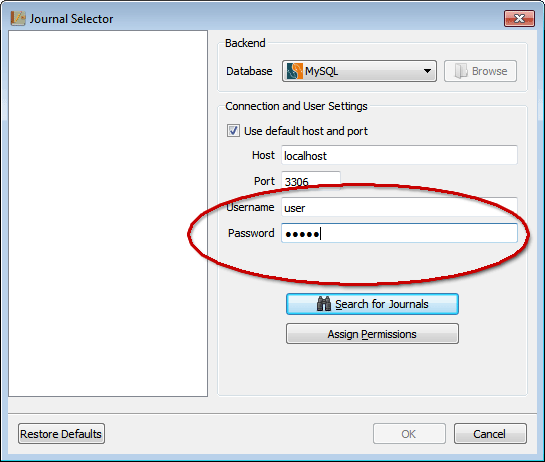 Journal Selector
Backend
Database MySQL Browse
Connection and User Settings
Use default host and port
Host localhost
Port 3306
Username user
Password •••••
Search for Journals
Assign Permissions
Restore Defaults OK Cancel